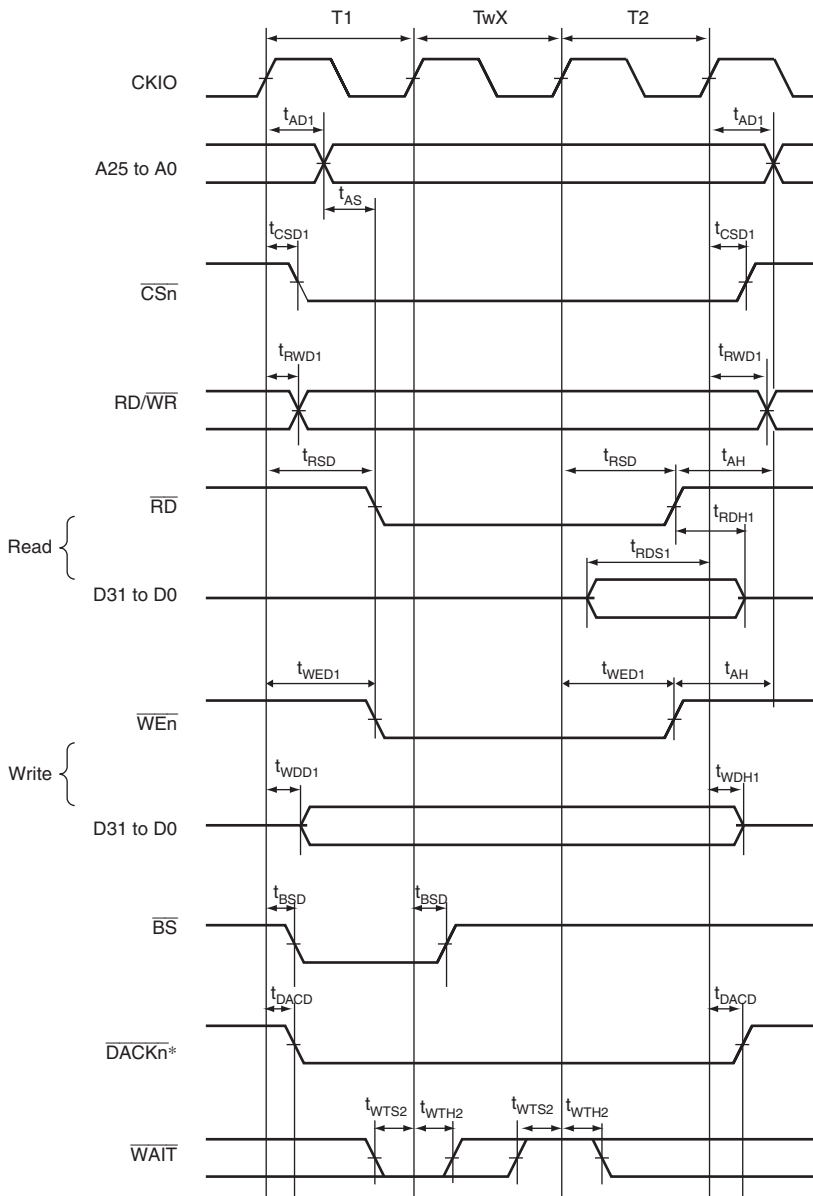 T1 TwX T2
CKIO
tAD1 tAD1
A25 to A0
tAS
tCSD1 tCSD1
CSn
tRWD1 tRWD1
RD/WR
tRSD tRSD tAH
RD
tRDH1
Read
tRDS1
D31 to D0
tWED1 tWED1 tAH
WEn
Write
tWDD1 tWDH1
D31 to D0
tBSD tBSD
BS
tDACD tDACD
DACKn*
tWTS2 tWTH2 tWTS2 tWTH2
WAIT